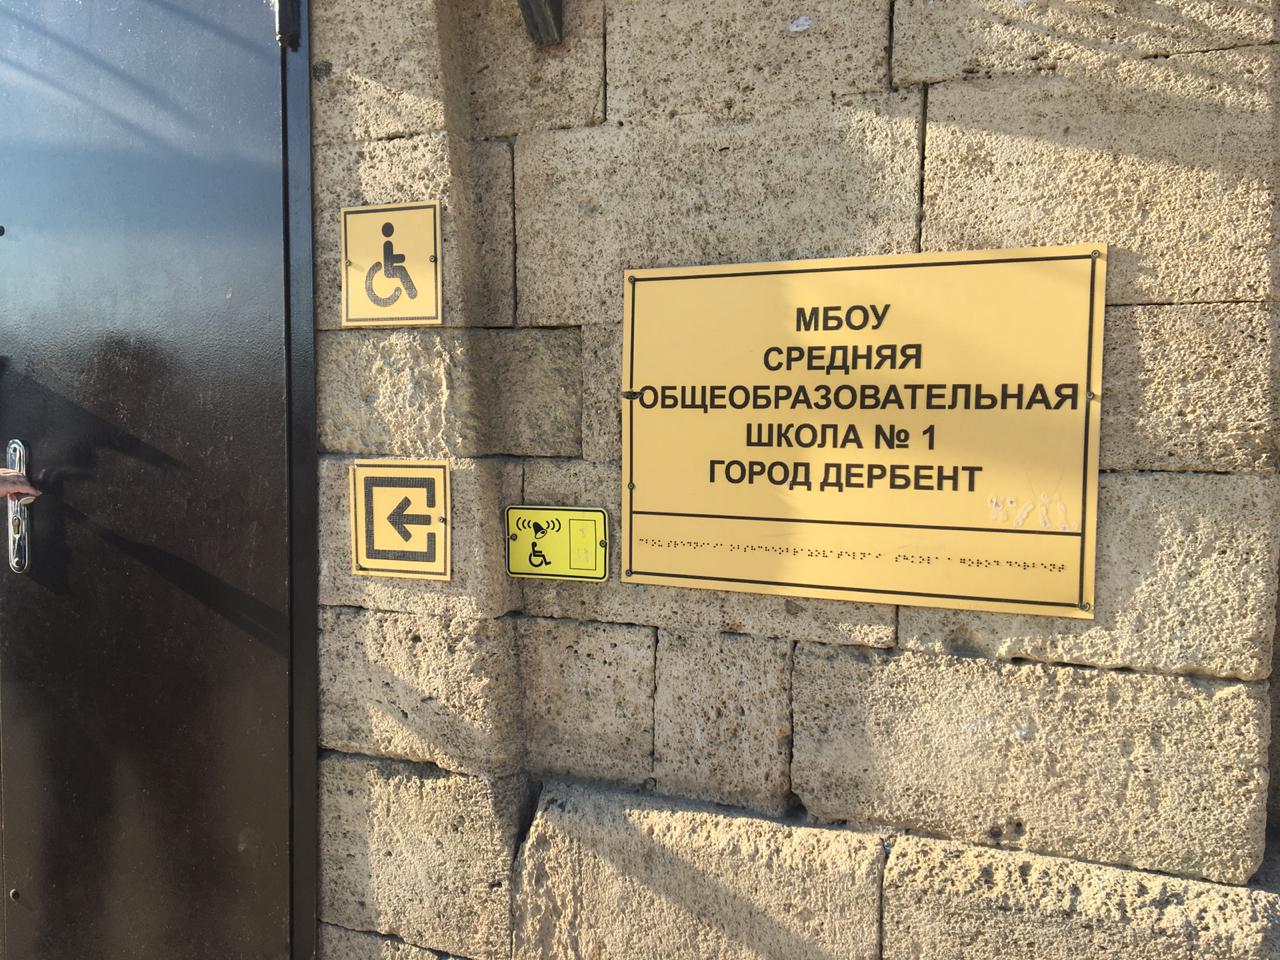 МБОУ
СРЕДНЯЯ
ОБЩЕОБРАЗОВАТЕЛЬНАЯ
ШКОЛА № 1
ГОРОД ДЕРБЕНТ